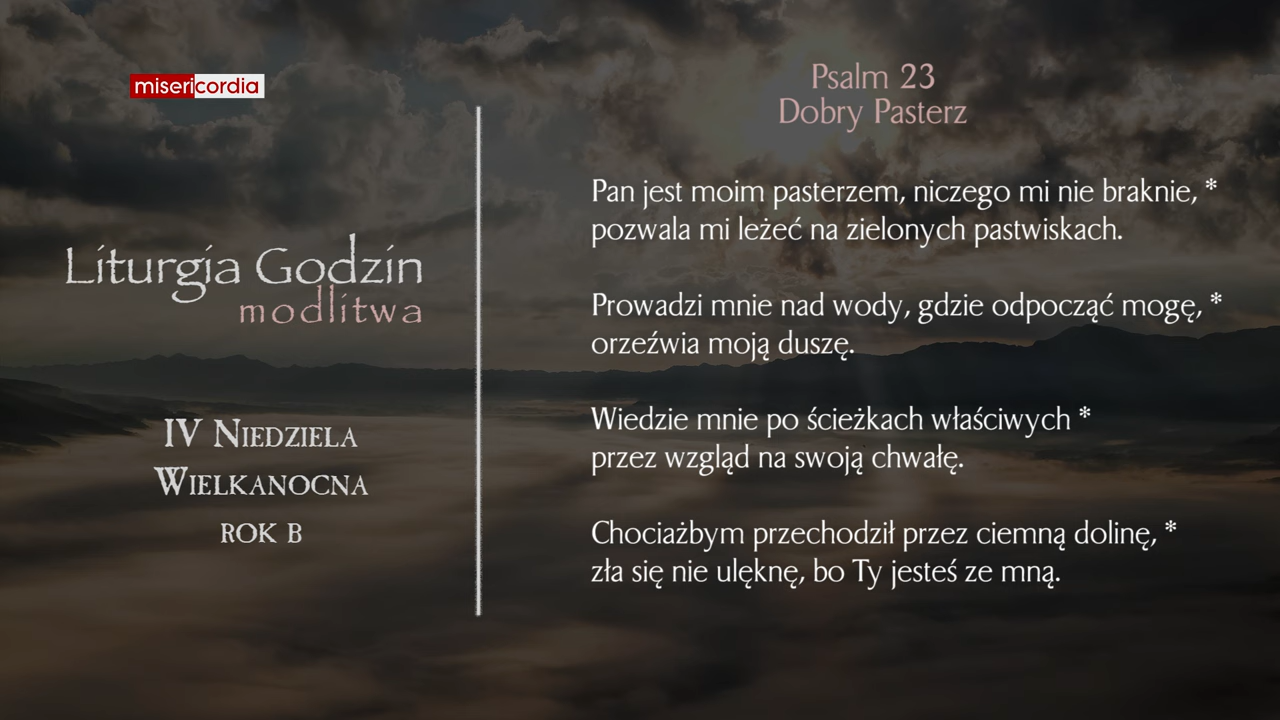 misericordia
Liturgia Godzin
modlitwa
IV Niedziela
Wielkanocna
rok B
Psalm 23
Dobry Pasterz
Pan jest moim pasterzem, niczego mi nie braknie, *
pozwala mi leżeć na zielonych pastwiskach.
Prowadzi mnie nad wody, gdzie odpocząć mogę, *
orzeźwia moją duszę.
Wiedzie mnie po ścieżkach właściwych *
przez wzgląd na swoją chwałę.
Chociażbym przechodził przez ciemną dolinę, *
zła się nie ulęknę, bo Ty jesteś ze mną.